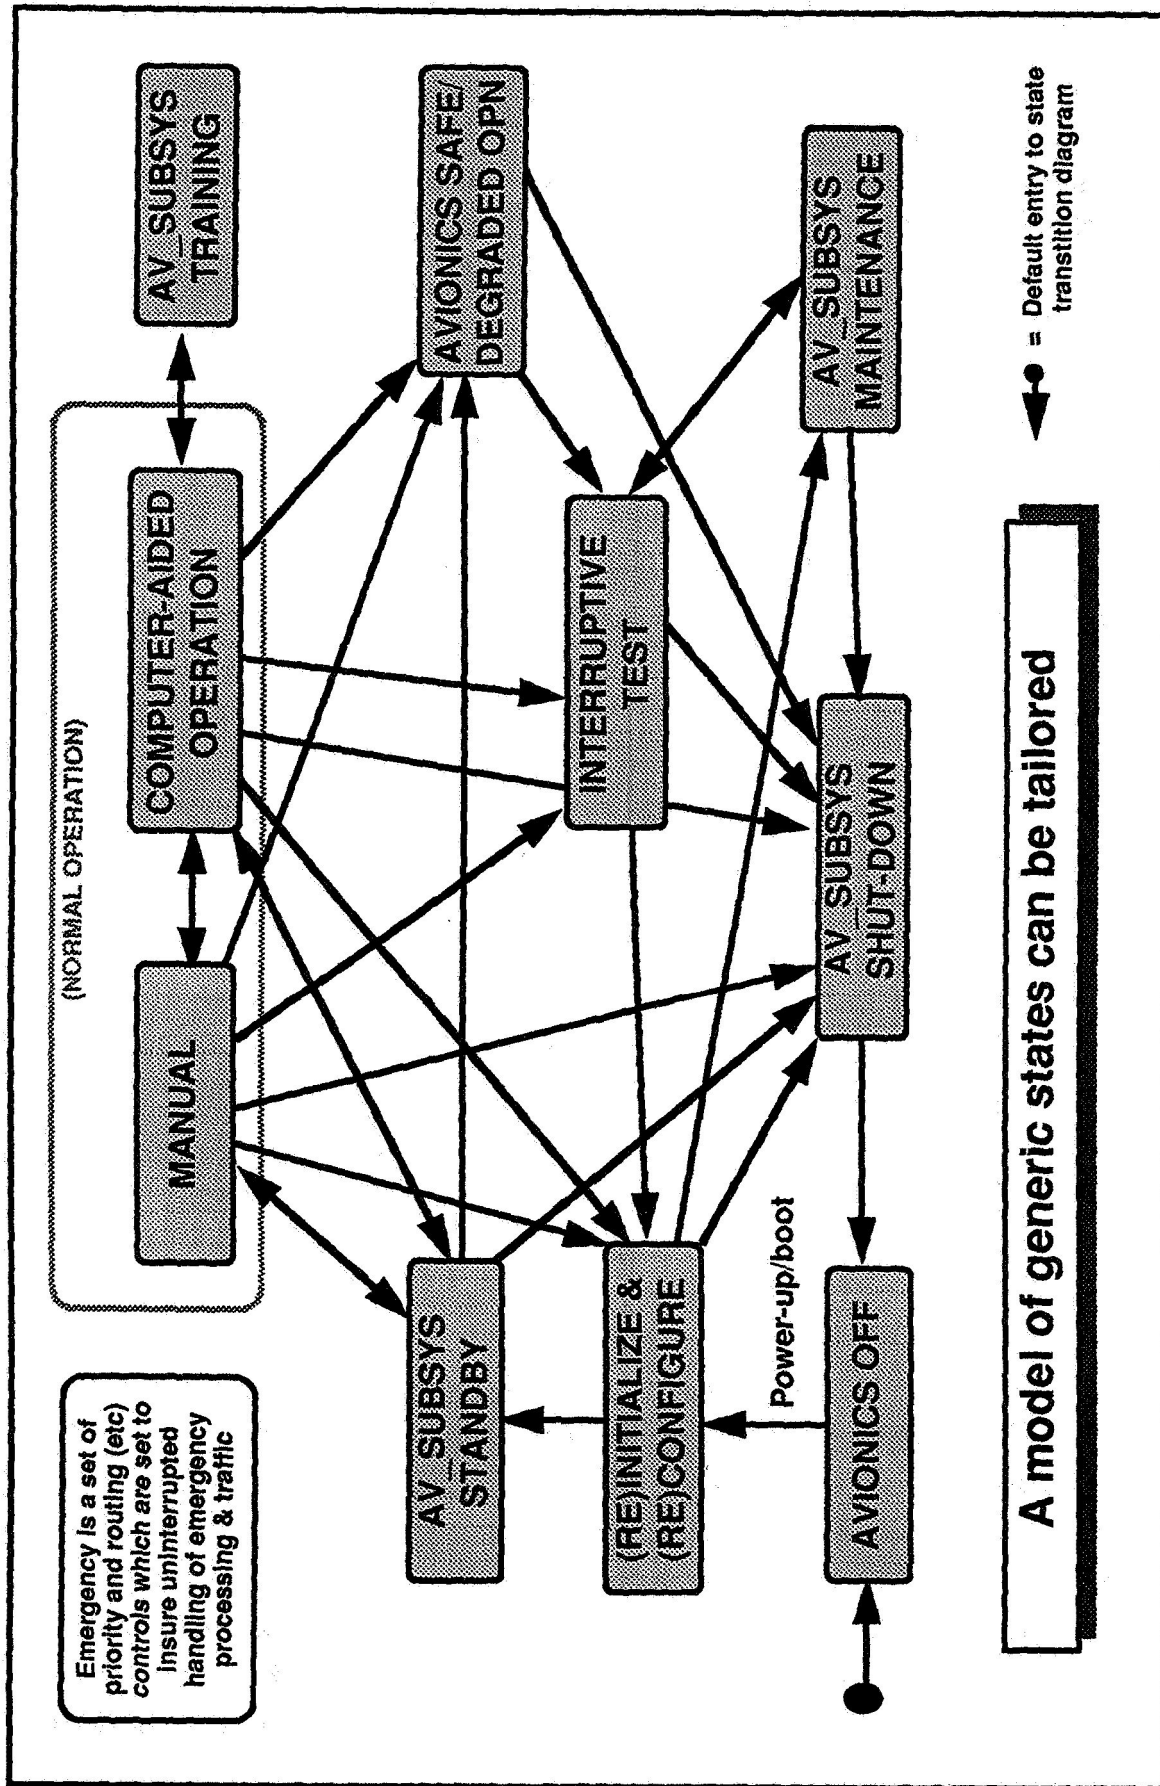 Emergency is a set of
priority and routing (etc)
controls which are set to
insure uninterrupted
handling of emergency
processing & traffic
(NORMAL OPERATION)
MANUAL
COMPUTER-AIDED
OPERATION
AV_SUBSYS
TRAINING
AV_SUBSYS
STANDBY
AVIONICS SAFE/
DEGRADED OPN
INTERRUPTIVE
TEST
(RE)INITIALIZE &
(RE)CONFIGURE
Power-up/boot
AVIONICS OFF
AV_SUBSYS
SHUT-DOWN
AV_SUBSYS
MAINTENANCE
= Default entry to state
transtition diagram
A model of generic states can be tailored